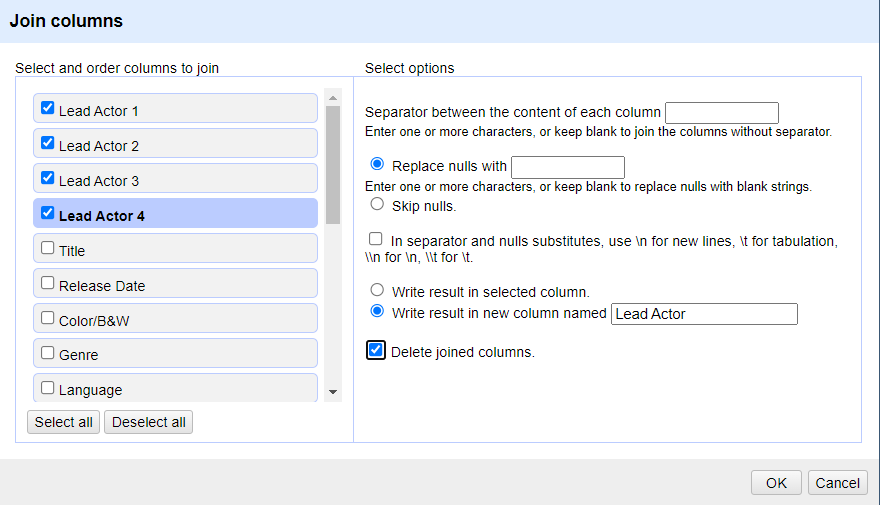 Join columns
Select and order columns to join
Lead Actor 1
Lead Actor 2
Lead Actor 3
Lead Actor 4
Title
Release Date
Color/B&W
Genre
Language
Select all
Deselect all
Select options
Separator between the content of each column
Enter one or more characters, or keep blank to join the columns without separator.
Replace nulls with
Enter one or more characters, or keep blank to replace nulls with blank strings.
Skip nulls.
In separator and nulls substitutes, use \n for new lines, \t for tabulation,
\\n for \n, \\t for \t.
Write result in selected column.
Write result in new column named Lead Actor
Delete joined columns.
OK
Cancel